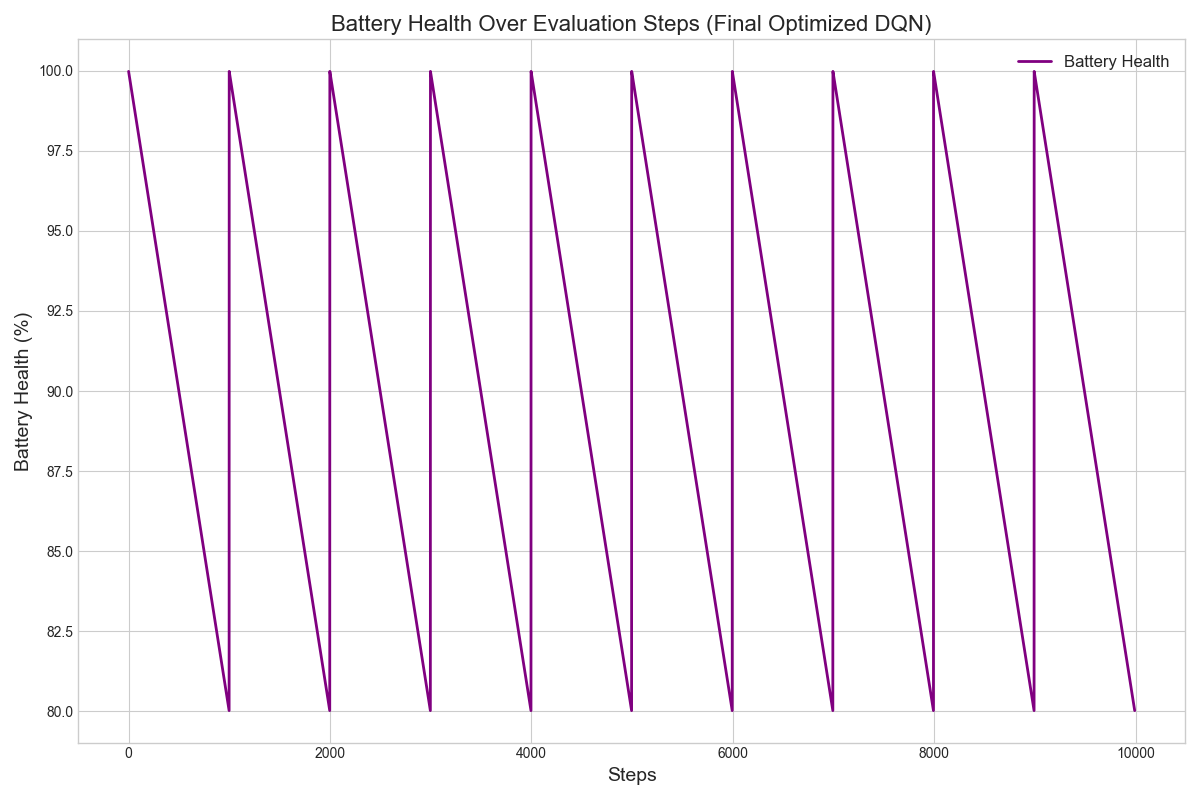 Battery Health Over Evaluation Steps (Final Optimized DQN)
Battery Health
100.0
97.5
95.0
92.5
90.0
87.5
85.0
82.5
80.0
Battery Health (%)
0 2000 4000 6000 8000 10000
Steps